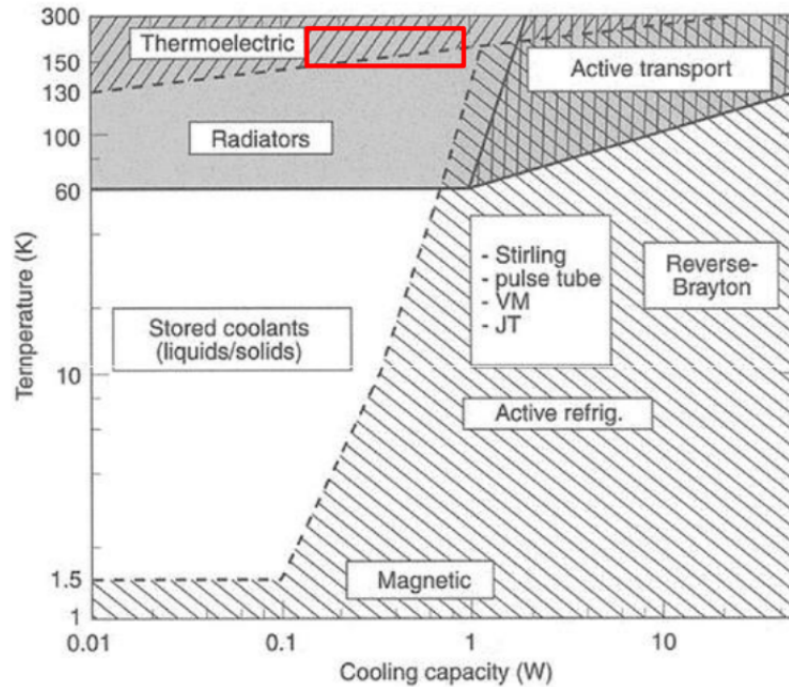 300
Thermoelectric
150
Active transport
130
100
Radiators
60
Temperature (K)
- Stirling
- pulse tube
- VM
- JT
Reverse-
Brayton
Stored coolants
(liquids/solids)
10
Active refrig.
1.5
Magnetic
1
0.01
0.1
1
10
Cooling capacity (W)